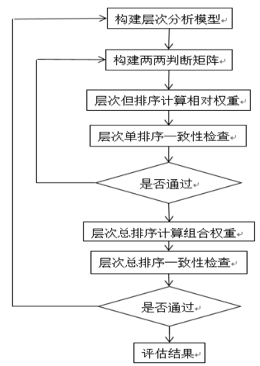 构建层次分析模型
构建两两判断矩阵
层次但排序计算相对权重
层次单排序一致性检查
是否通过
层次总排序计算组合权重
层次总排序一致性检查
是否通过
评估结果